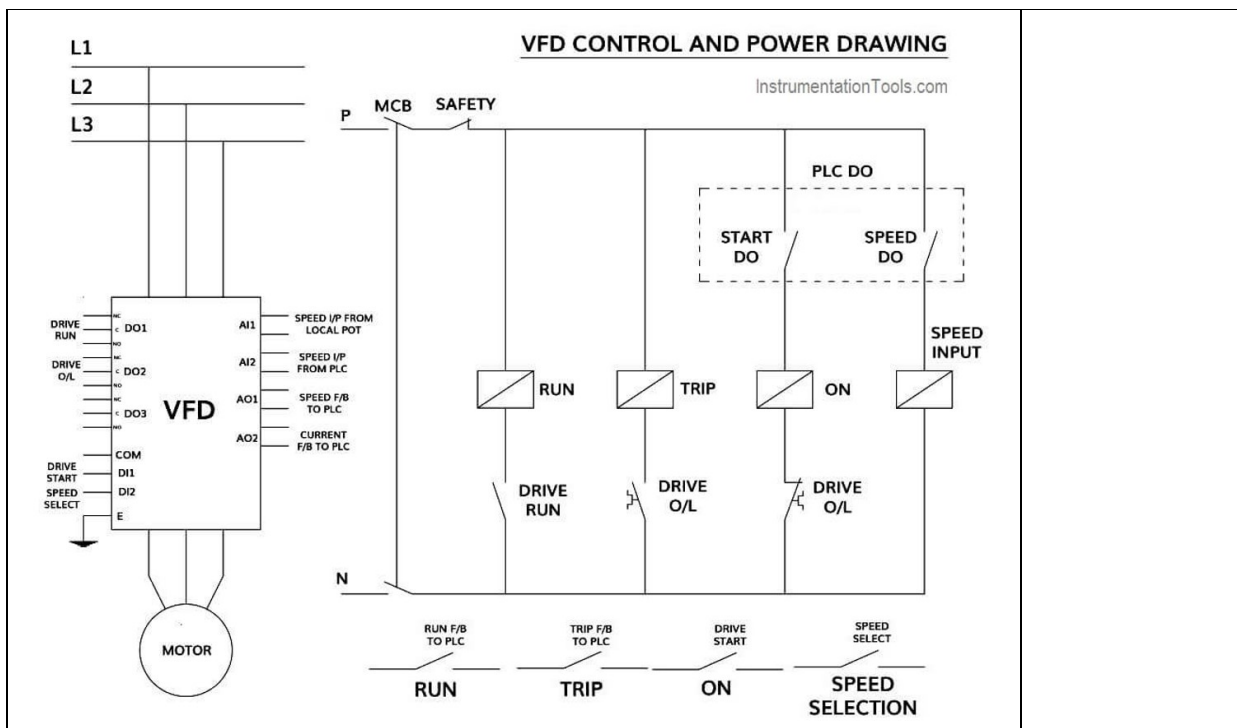 VFD CONTROL AND POWER DRAWING
InstrumentationTools.com
L1
L2
L3
P
MCB
SAFETY
PLC DO
START
DO
SPEED
DO
SPEED
INPUT
RUN
TRIP
ON
DRIVE
RUN
DRIVE
O/L
DRIVE
O/L
N
DRIVE
RUN
DRIVE
O/L
NC
C
NO
DO1
NC
C
NO
DO2
NC
C
NO
DO3
COM
DRIVE
START
DI1
SPEED
SELECT
DI2
E
VFD
AI1
SPEED I/P FROM
LOCAL POT
AI2
SPEED I/P
FROM PLC
AO1
SPEED F/B
TO PLC
AO2
CURRENT
F/B TO PLC
MOTOR
RUN F/B
TO PLC
RUN
TRIP F/B
TO PLC
TRIP
DRIVE
START
ON
SPEED
SELECT
SPEED
SELECTION